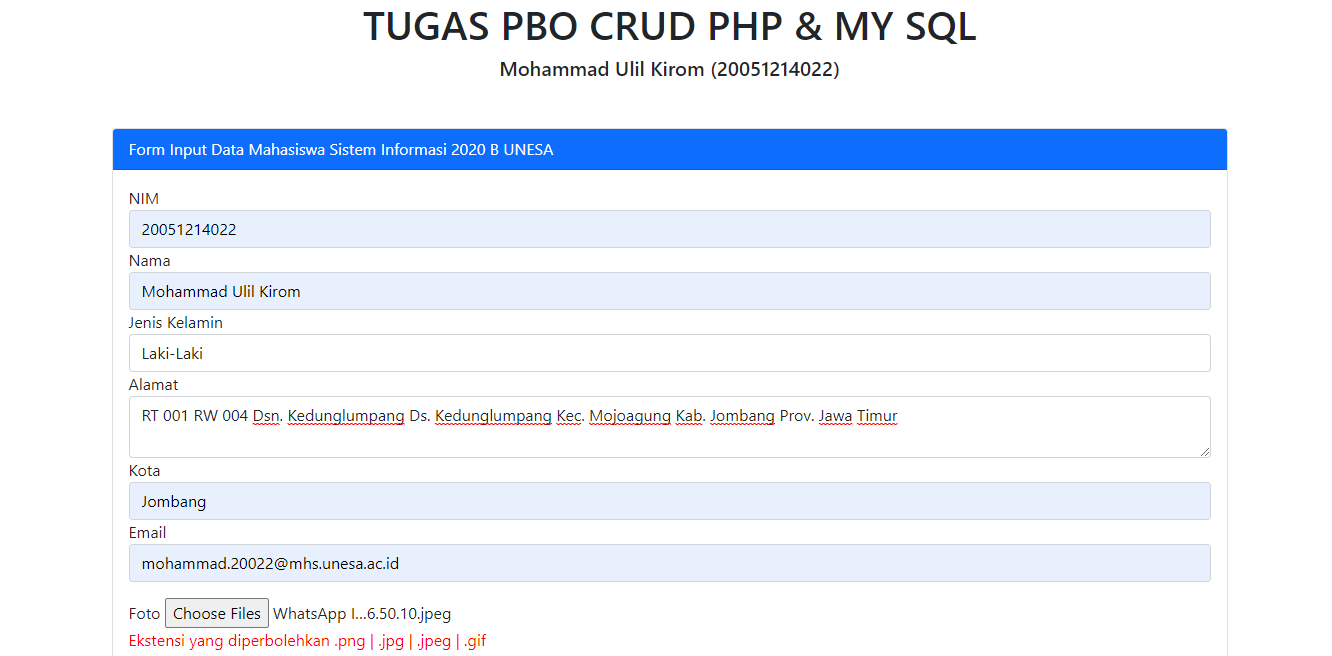 TUGAS PBO CRUD PHP & MY SQL
Mohammad Ulil Kirom (20051214022)
Form Input Data Mahasiswa Sistem Informasi 2020 B UNESA
NIM
20051214022
Nama
Mohammad Ulil Kirom
Jenis Kelamin
Laki-Laki
Alamat
RT 001 RW 004 Dsn. Kedunglumpang Ds. Kedunglumpang Kec. Mojoagung Kab. Jombang Prov. Jawa Timur
Kota
Jombang
Email
mohammad.20022@mhs.unesa.ac.id
Foto Choose Files WhatsApp I...6.50.10.jpeg
Ekstensi yang diperbolehkan .png | .jpg | .jpeg | .gif